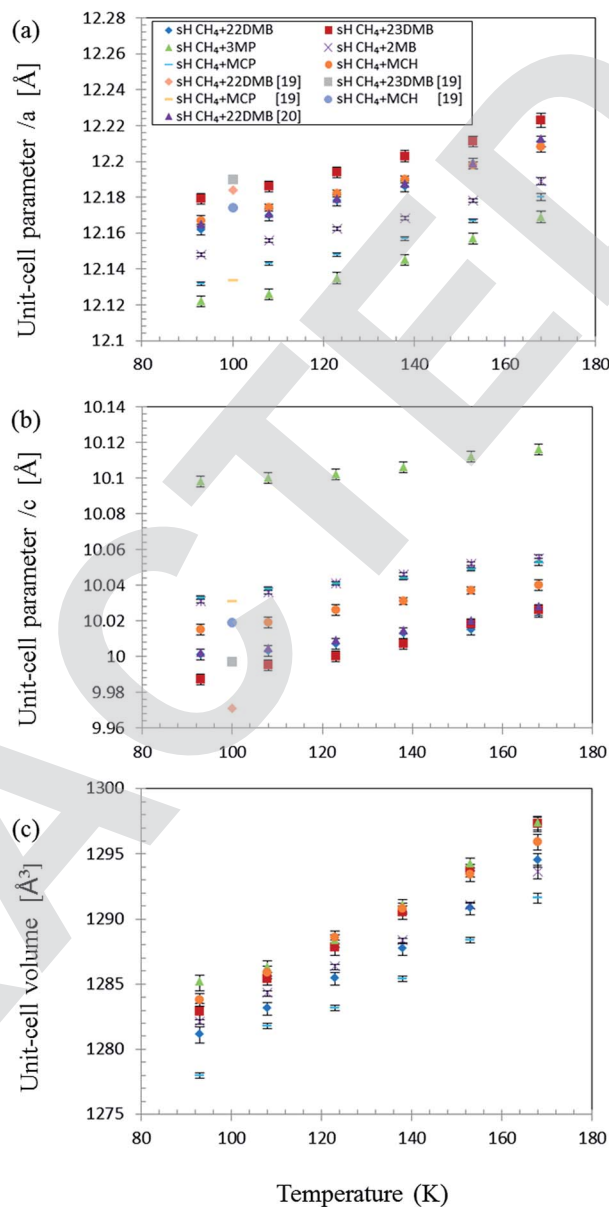 (a)
12.28
12.26
12.24
12.22
12.2
12.18
12.16
12.14
12.12
12.1
Unit-cell parameter /a [Å]
sH CH₄+22DMB sH CH₄+23DMB
sH CH₄+3MP sH CH₄+2MB
sH CH₄+MCP sH CH₄+MCH
sH CH₄+22DMB [19] sH CH₄+23DMB [19]
sH CH₄+MCP [19] sH CH₄+MCH [19]
sH CH₄+22DMB [20]
80 100 120 140 160 180
(b)
10.14
10.12
10.1
10.08
10.06
10.04
10.02
10
9.98
9.96
Unit-cell parameter /c [Å]
80 100 120 140 160 180
(c)
1300
1295
1290
1285
1280
1275
Unit-cell volume [Å³]
80 100 120 140 160 180
Temperature (K)